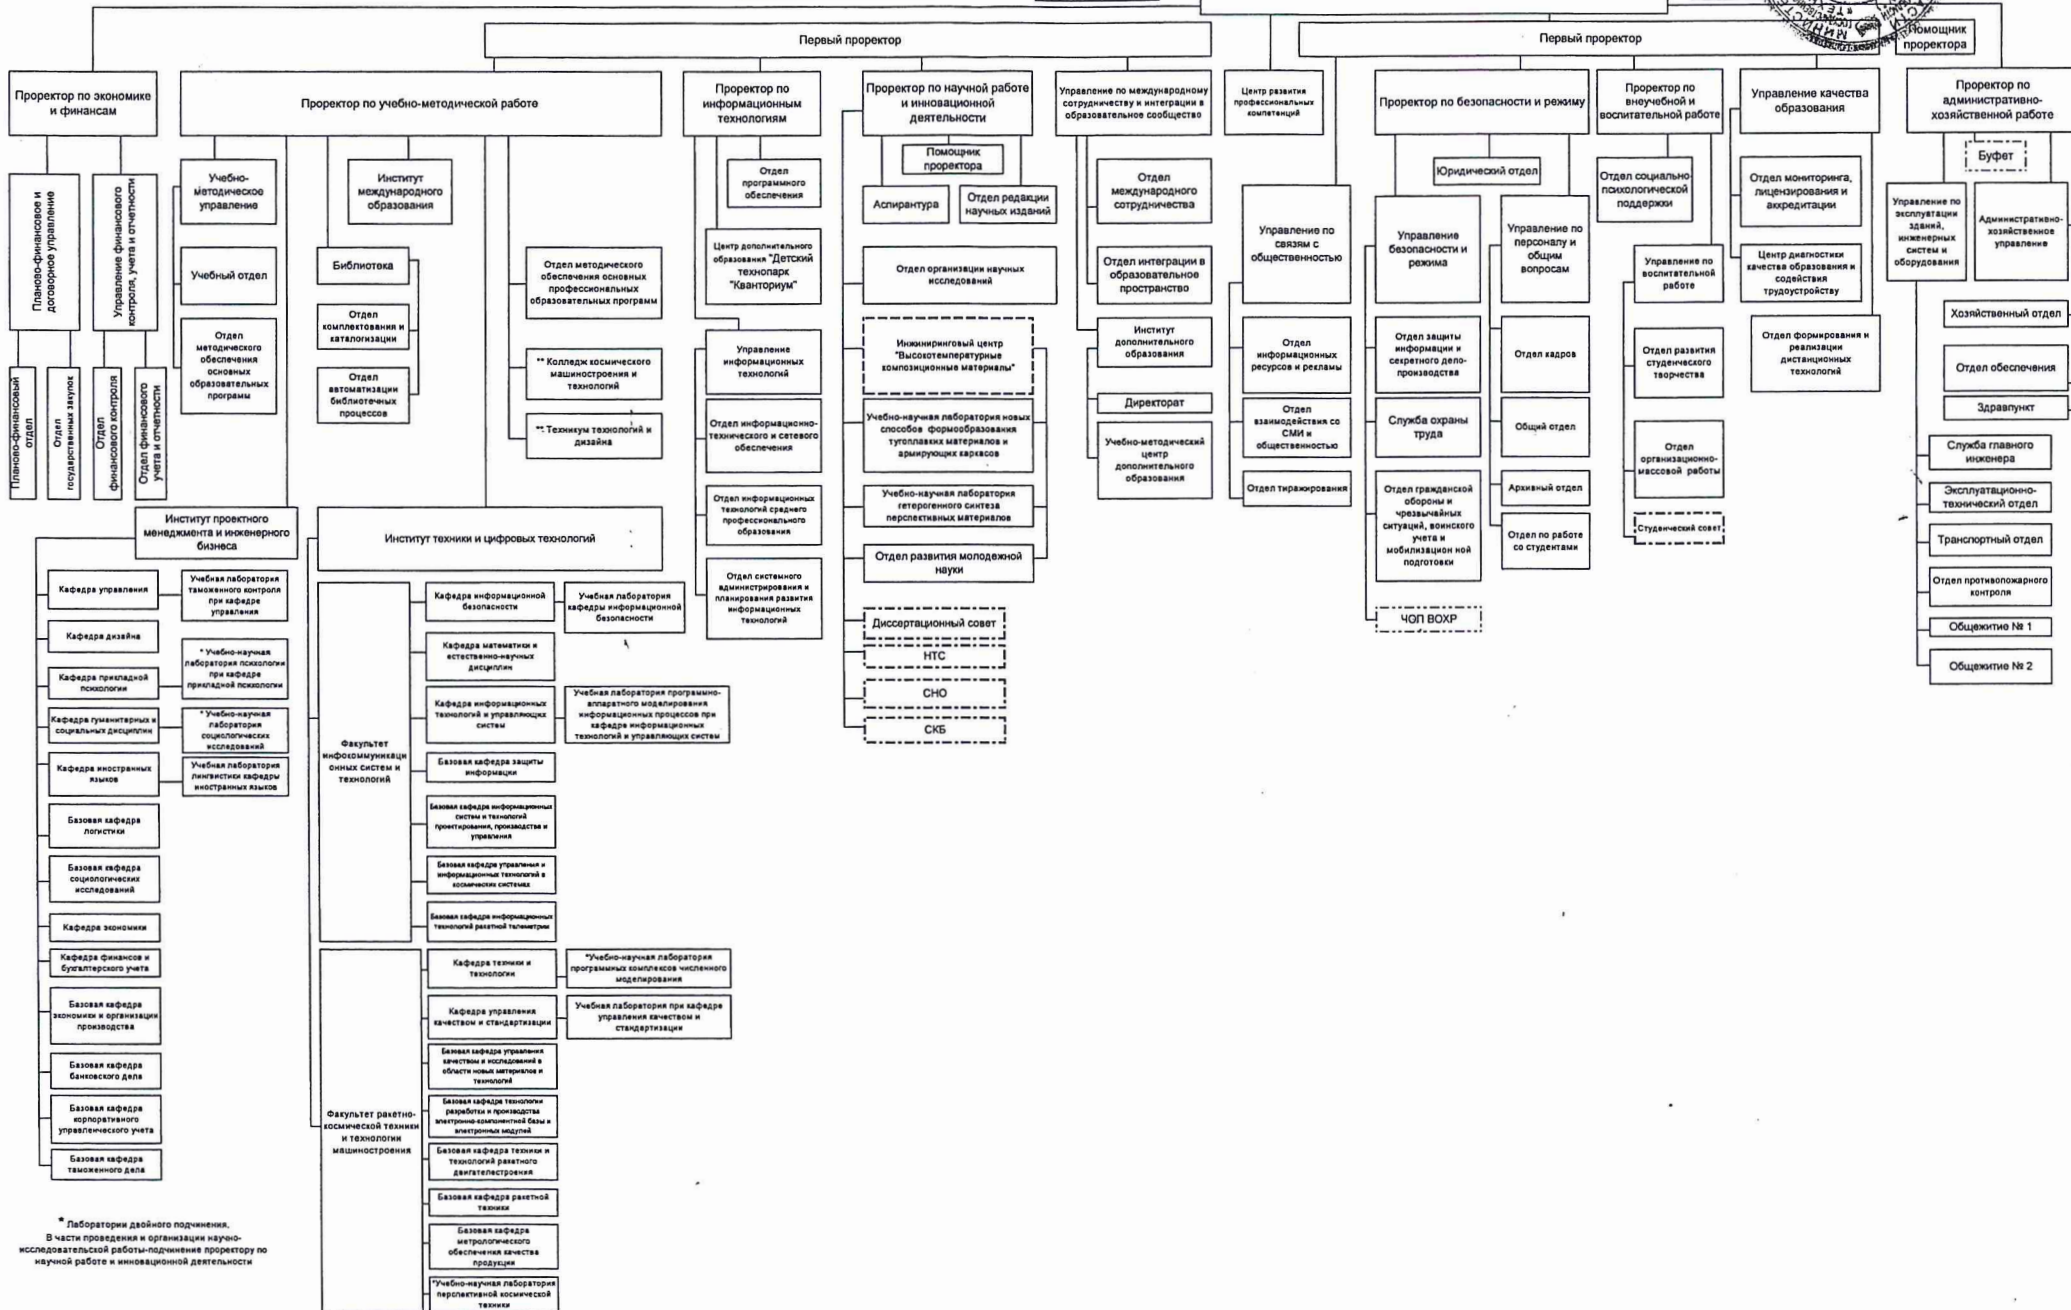 Первый проректор
Первый проректор
Помощник
проректора
Проректор по экономике
и финансам
Проректор по учебно-методической работе
Проректор по
информационным
технологиям
Проректор по научной работе
и инновационной
деятельности
Управление по международному
сотрудничеству и интеграции в
образовательное сообщество
Центр развития
профессиональных
компетенций
Проректор по безопасности и режиму
Проректор по
внеучебной и
воспитательной работе
Управление качества
образования
Проректор по
административно-
хозяйственной работе
Планово-финансовое и
договорное управление
Управление финансового
контроля, учета и отчетности
Планово-финансовый
отдел
Отдел
государственных закупок
Отдел
финансового контроля
Отдел финансового
учета и отчетности
Учебно-
методическое
управление
Учебный отдел
Отдел
методического
обеспечения
основных
образовательных
программ
Институт
международного
образования
Библиотека
Отдел
комплектования и
каталогизации
Отдел
автоматизации
библиотечных
процессов
Отдел методического
обеспечения основных
профессиональных
образовательных программ
** Колледж космического
машиностроения и
технологий
** Техникум технологий и
дизайна
Отдел
программного
обеспечения
Центр дополнительного
образования "Детский
технопарк
"Кванториум"
Управление
информационных
технологий
Отдел информационно-
технического и сетевого
обеспечения
Отдел информационных
технологий среднего
профессионального
образования
Отдел системного
администрирования и
планирования развития
информационных
технологий
Помощник
проректора
Аспирантура
Отдел редакции
научных изданий
Отдел организации научных
исследований
Инжиниринговый центр
"Высокотемпературные
композиционные материалы"
Учебно-научная лаборатория новых
способов формообразования
тугоплавких материалов и
армирующих каркасов
Учебно-научная лаборатория
гетерогенного синтеза
перспективных материалов
Отдел развития молодежной
науки
Диссертационный совет
НТС
СНО
СКБ
Отдел
международного
сотрудничества
Отдел интеграции в
образовательное
пространство
Институт
дополнительного
образования
Директорат
Учебно-методический
центр
дополнительного
образования
Управление по
связям с
общественностью
Отдел
информационных
ресурсов и рекламы
Отдел
взаимодействия со
СМИ и
общественностью
Отдел тиражирования
Юридический отдел
Управление
безопасности и
режима
Отдел защиты
информации и
секретного дело-
производства
Служба охраны
труда
Отдел гражданской
обороны и
чрезвычайных
ситуаций, воинского
учета и
мобилизацион ной
подготовки
ЧОП ВОХР
Управление по
персоналу и
общим
вопросам
Отдел кадров
Общий отдел
Архивный отдел
Отдел по работе
со студентами
Отдел социально-
психологической
поддержки
Управление по
воспитательной
работе
Отдел развития
студенческого
творчества
Отдел
организационно-
массовой работы
Студенческий совет
Отдел мониторинга,
лицензирования и
аккредитации
Центр диагностики
качества образования и
содействия
трудоустройству
Отдел формирования и
реализации
дистанционных
технологий
Буфет
Управление по
эксплуатации
зданий,
инженерных
систем и
оборудования
Административно-
хозяйственное
управление
Хозяйственный отдел
Отдел обеспечения
Здравпункт
Служба главного
инженера
Эксплуатационно-
технический отдел
Транспортный отдел
Отдел противопожарного
контроля
Общежитие № 1
Общежитие № 2
Институт проектного
менеджмента и инженерного
бизнеса
Кафедра управления
Учебная лаборатория
таможенного контроля
при кафедре
управления
Кафедра дизайна
Кафедра прикладной
психологии
* Учебно-научная
лаборатория психологии
при кафедре
прикладной психологии
Кафедра гуманитарных и
социальных дисциплин
* Учебно-научная
лаборатория
социологических
исследований
Кафедра иностранных
языков
Учебная лаборатория
лингвистики кафедры
иностранных языков
Базовая кафедра
логистики
Базовая кафедра
социологических
исследований
Кафедра экономики
Кафедра финансов и
бухгалтерского учета
Базовая кафедра
экономики и организации
производства
Базовая кафедра
банковского дела
Базовая кафедра
корпоративного
управленческого учета
Базовая кафедра
таможенного дела
Институт техники и цифровых технологий
Факультет
инфокоммуникаци
онных систем и
технологий
Кафедра информационной
безопасности
Учебная лаборатория
кафедры информационной
безопасности
Кафедра математики и
естественно-научных
дисциплин
Кафедра информационных
технологий и управляющих
систем
Учебная лаборатория программно-
аппаратного моделирования
информационных процессов при
кафедре информационных
технологий и управляющих систем
Базовая кафедра защиты
информации
Базовая кафедра информационных
систем и технологий
проектирования, производства и
управления
Базовая кафедра управления и
информационных технологий в
космических системах
Базовая кафедра информационных
технологий ракетной телеметрии
Факультет ракетно-
космической техники
и технологии
машиностроения
Кафедра техники и
технологии
*Учебно-научная лаборатория
программных комплексов численного
моделирования
Кафедра управления
качеством и стандартизации
Учебная лаборатория при кафедре
управления качеством и
стандартизации
Базовая кафедра управления
качеством и исследований в
области новых материалов и
технологий
Базовая кафедра технологии
разработки и производства
электронно-компонентной базы и
электронных модулей
Базовая кафедра техники и
технологий ракетного
двигателестроения
Базовая кафедра ракетной
техники
Базовая кафедра
метрологического
обеспечения качества
продукции
*Учебно-научная лаборатория
перспективной космической
техники
* Лаборатории двойного подчинения.
В части проведения и организации научно-
исследовательской работы-подчинение проректору по
научной работе и инновационной деятельности